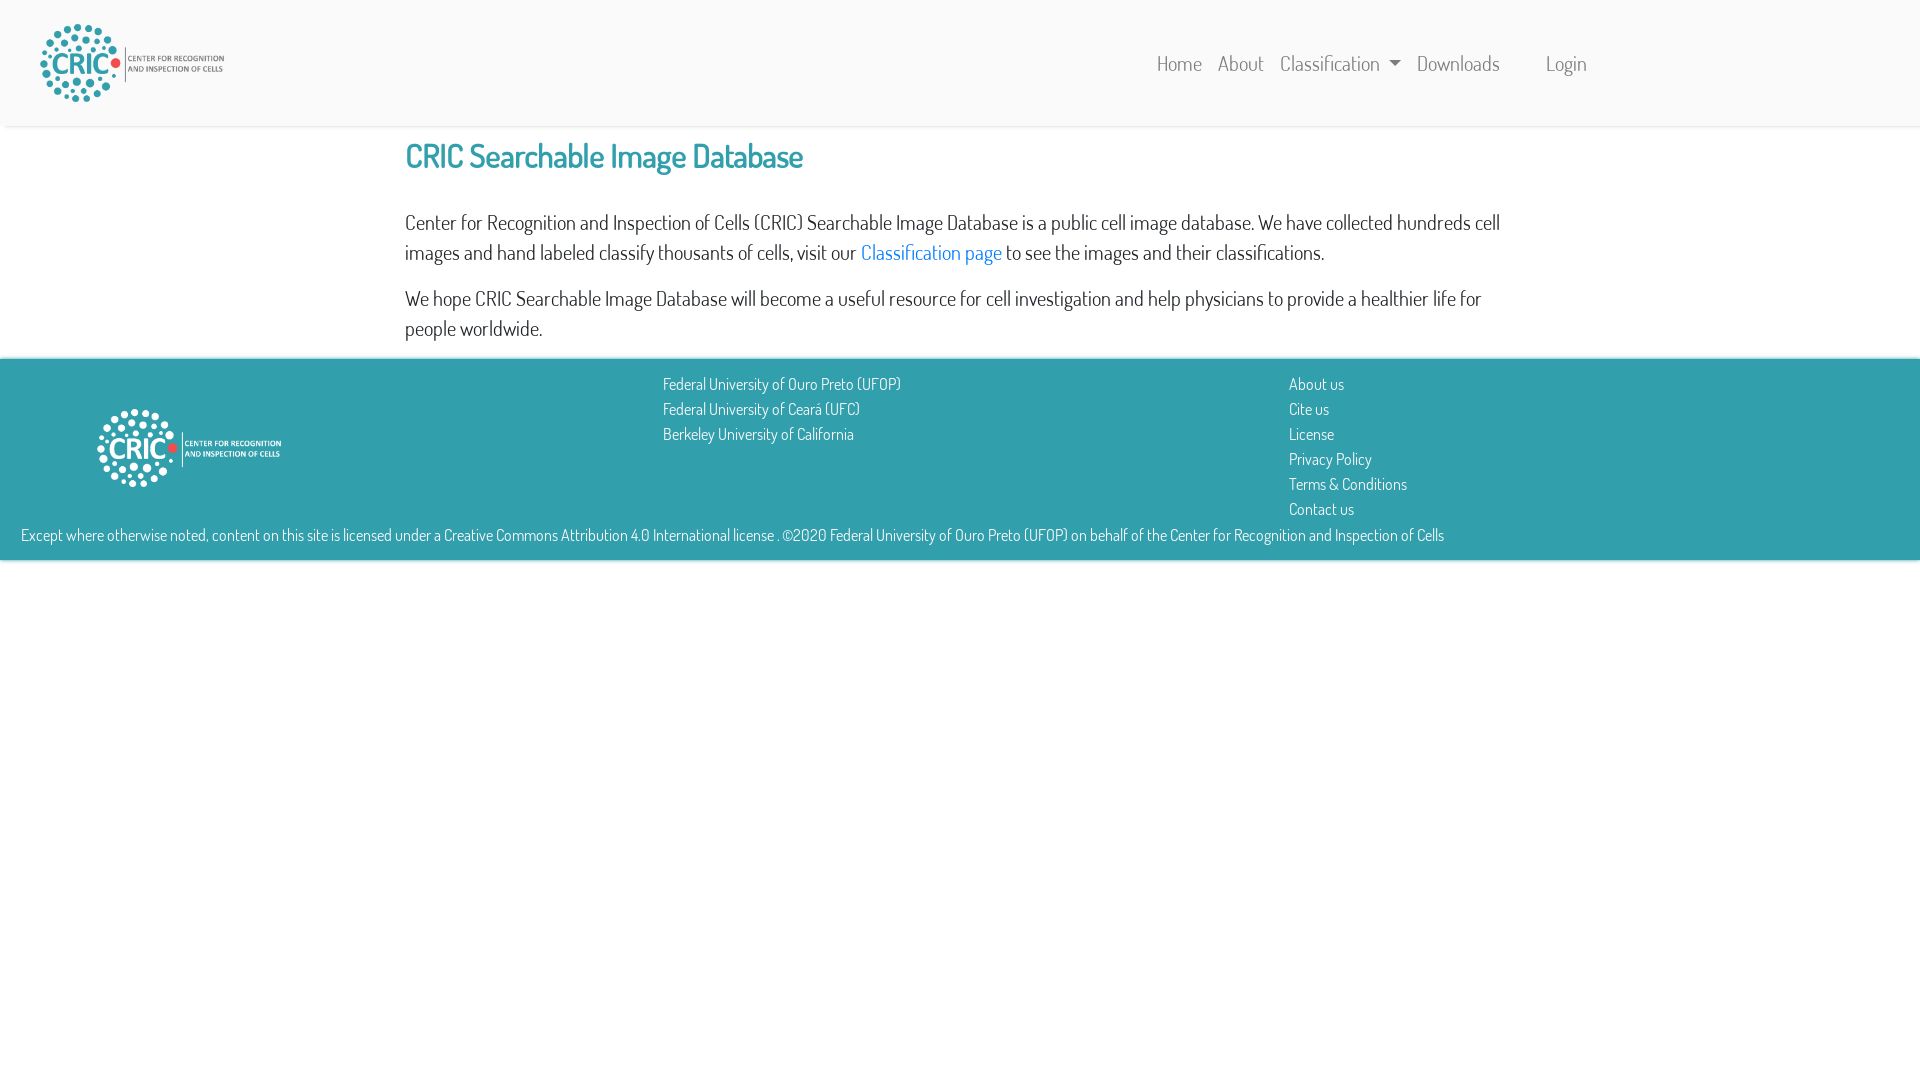 CRIC
CENTER FOR RECOGNITION
AND INSPECTION OF CELLS
Home
About
Classification
Downloads
Login
CRIC Searchable Image Database
Center for Recognition and Inspection of Cells (CRIC) Searchable Image Database is a public cell image database. We have collected hundreds cell
images and hand labeled classify thousants of cells, visit our Classification page to see the images and their classifications.
We hope CRIC Searchable Image Database will become a useful resource for cell investigation and help physicians to provide a healthier life for
people worldwide.
CRIC
CENTER FOR RECOGNITION
AND INSPECTION OF CELLS
Federal University of Ouro Preto (UFOP)
Federal University of Ceará (UFC)
Berkeley University of California
About us
Cite us
License
Privacy Policy
Terms & Conditions
Contact us
Except where otherwise noted, content on this site is licensed under a Creative Commons Attribution 4.0 International license . ©2020 Federal University of Ouro Preto (UFOP) on behalf of the Center for Recognition and Inspection of Cells